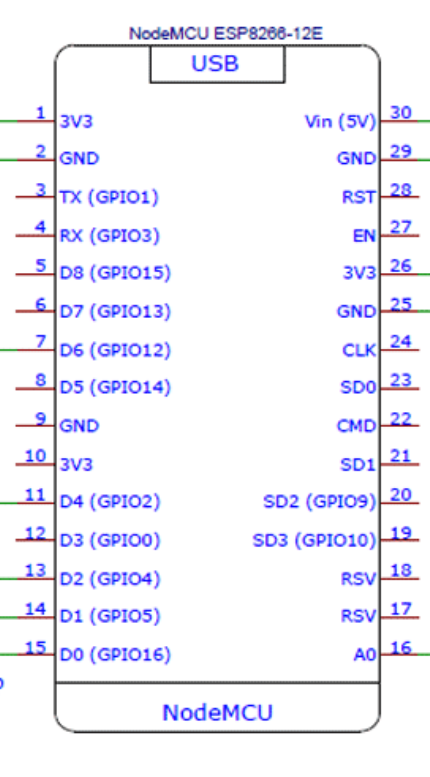 NodeMCU ESP8266-12E
USB
1 3V3 Vin (5V) 30
2 GND GND 29
3 TX (GPIO1) RST 28
4 RX (GPIO3) EN 27
5 D8 (GPIO15) 3V3 26
6 D7 (GPIO13) GND 25
7 D6 (GPIO12) CLK 24
8 D5 (GPIO14) SD0 23
9 GND CMD 22
10 3V3 SD1 21
11 D4 (GPIO2) SD2 (GPIO9) 20
12 D3 (GPIO0) SD3 (GPIO10) 19
13 D2 (GPIO4) RSV 18
14 D1 (GPIO5) RSV 17
15 D0 (GPIO16) A0 16
NodeMCU